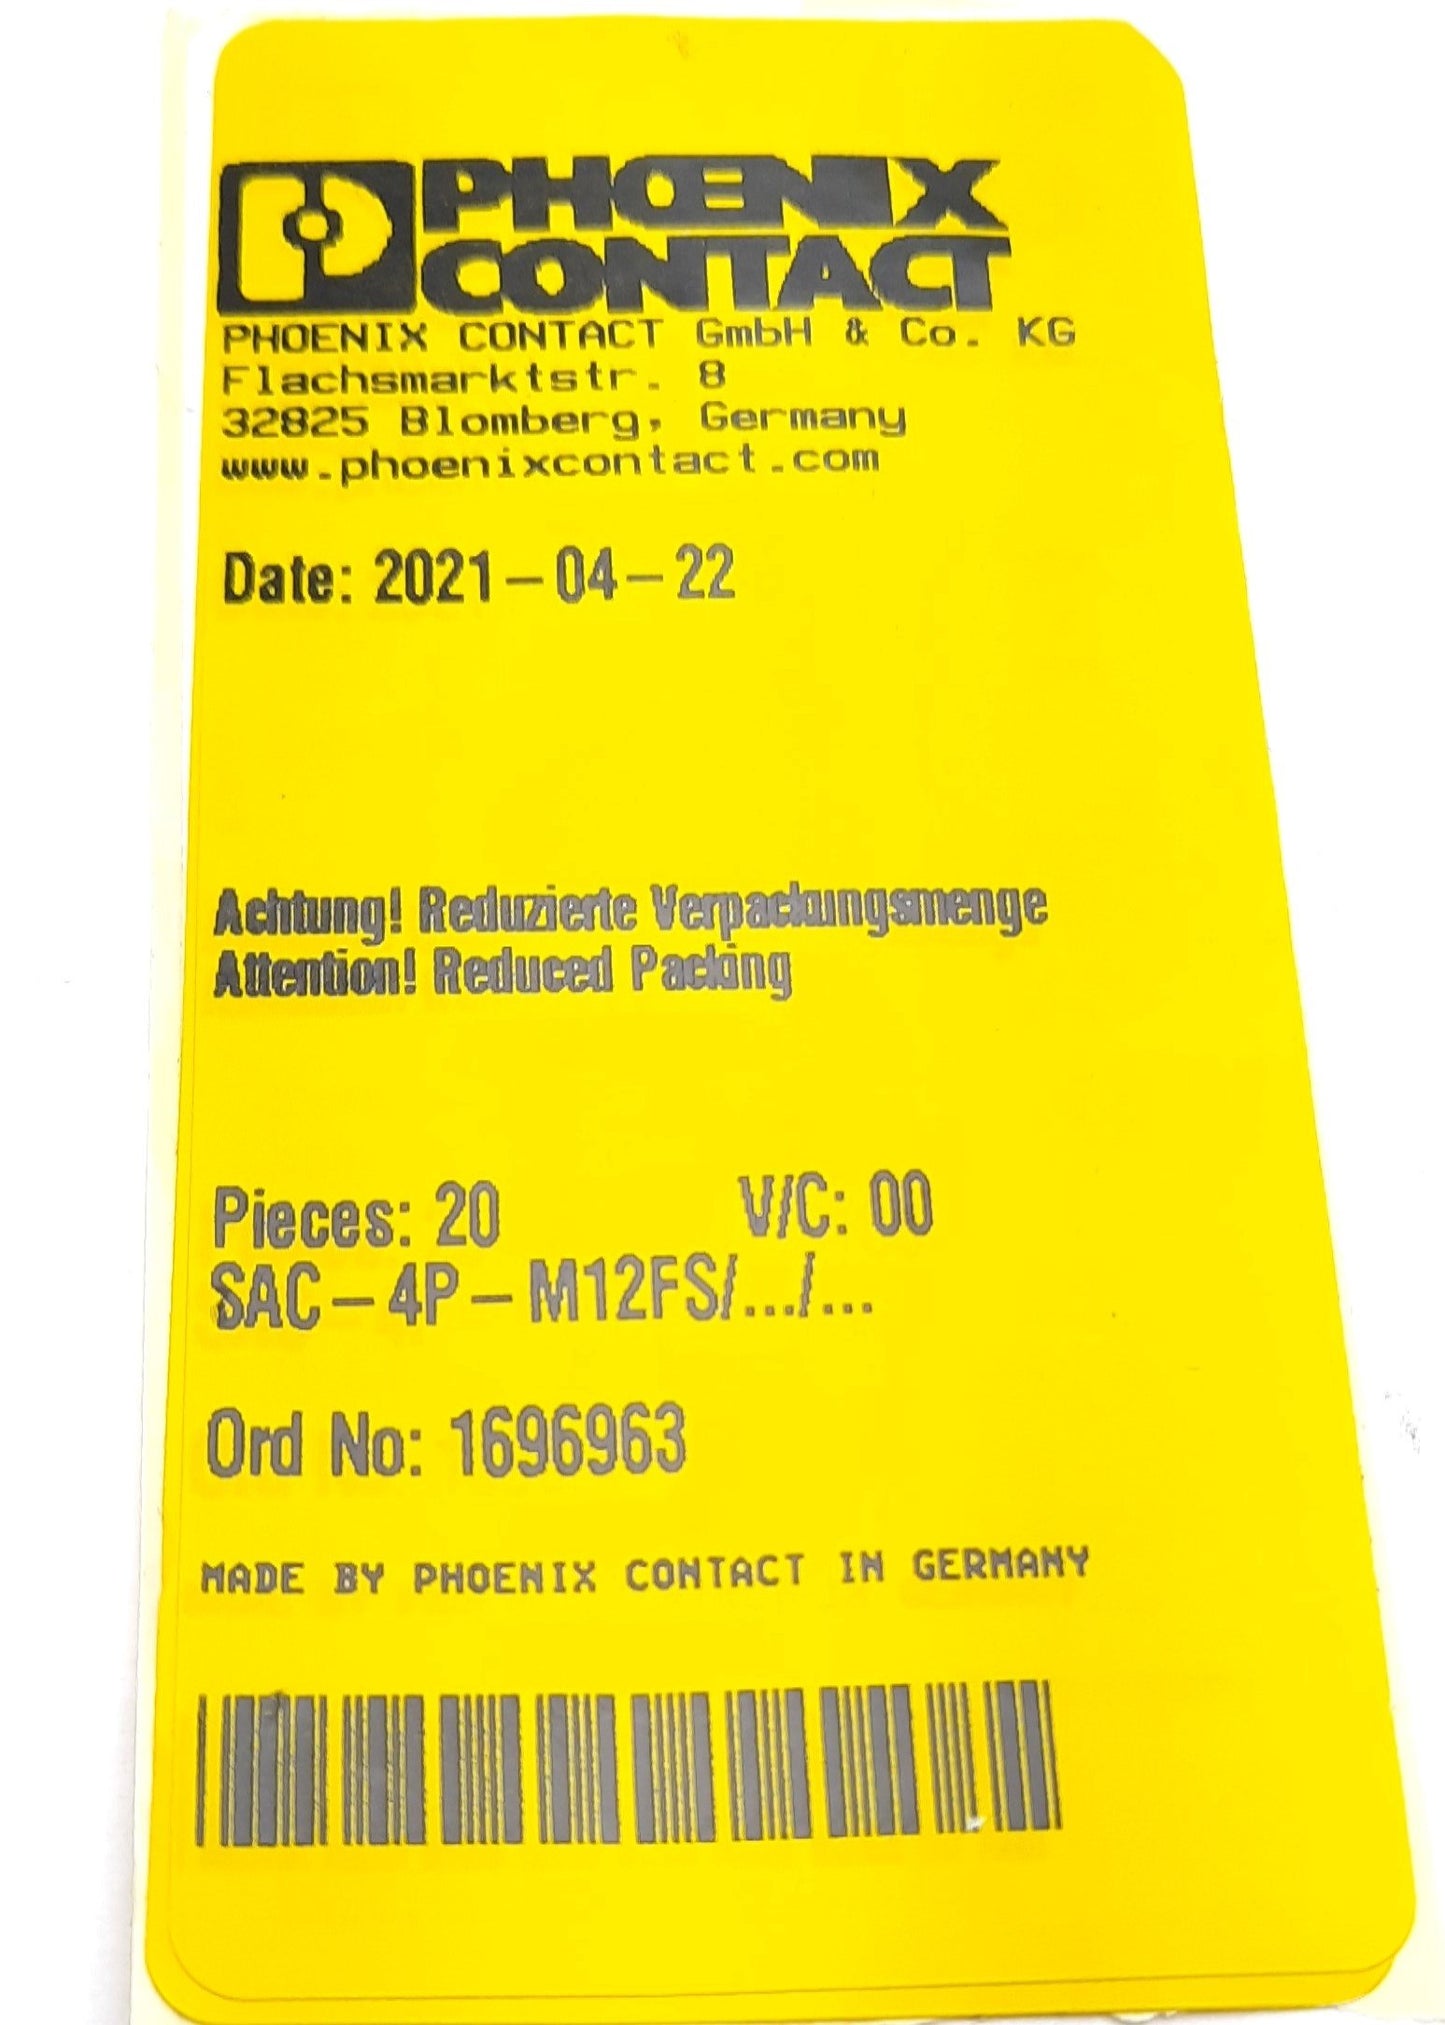 PHOENIX
CONTACT
PHOENIX CONTACT GmbH & Co. KG
Flachsmarktstr. 8
32825 Blomberg, Germany
www.phoenixcontact.com
Date: 2021-04-22
Achtung! Reduzierte Verpackungsmenge
Attention! Reduced Packing
Pieces: 20 V/C: 00
SAC-4P-M12FS/.../...
Ord No: 1696963
MADE BY PHOENIX CONTACT IN GERMANY